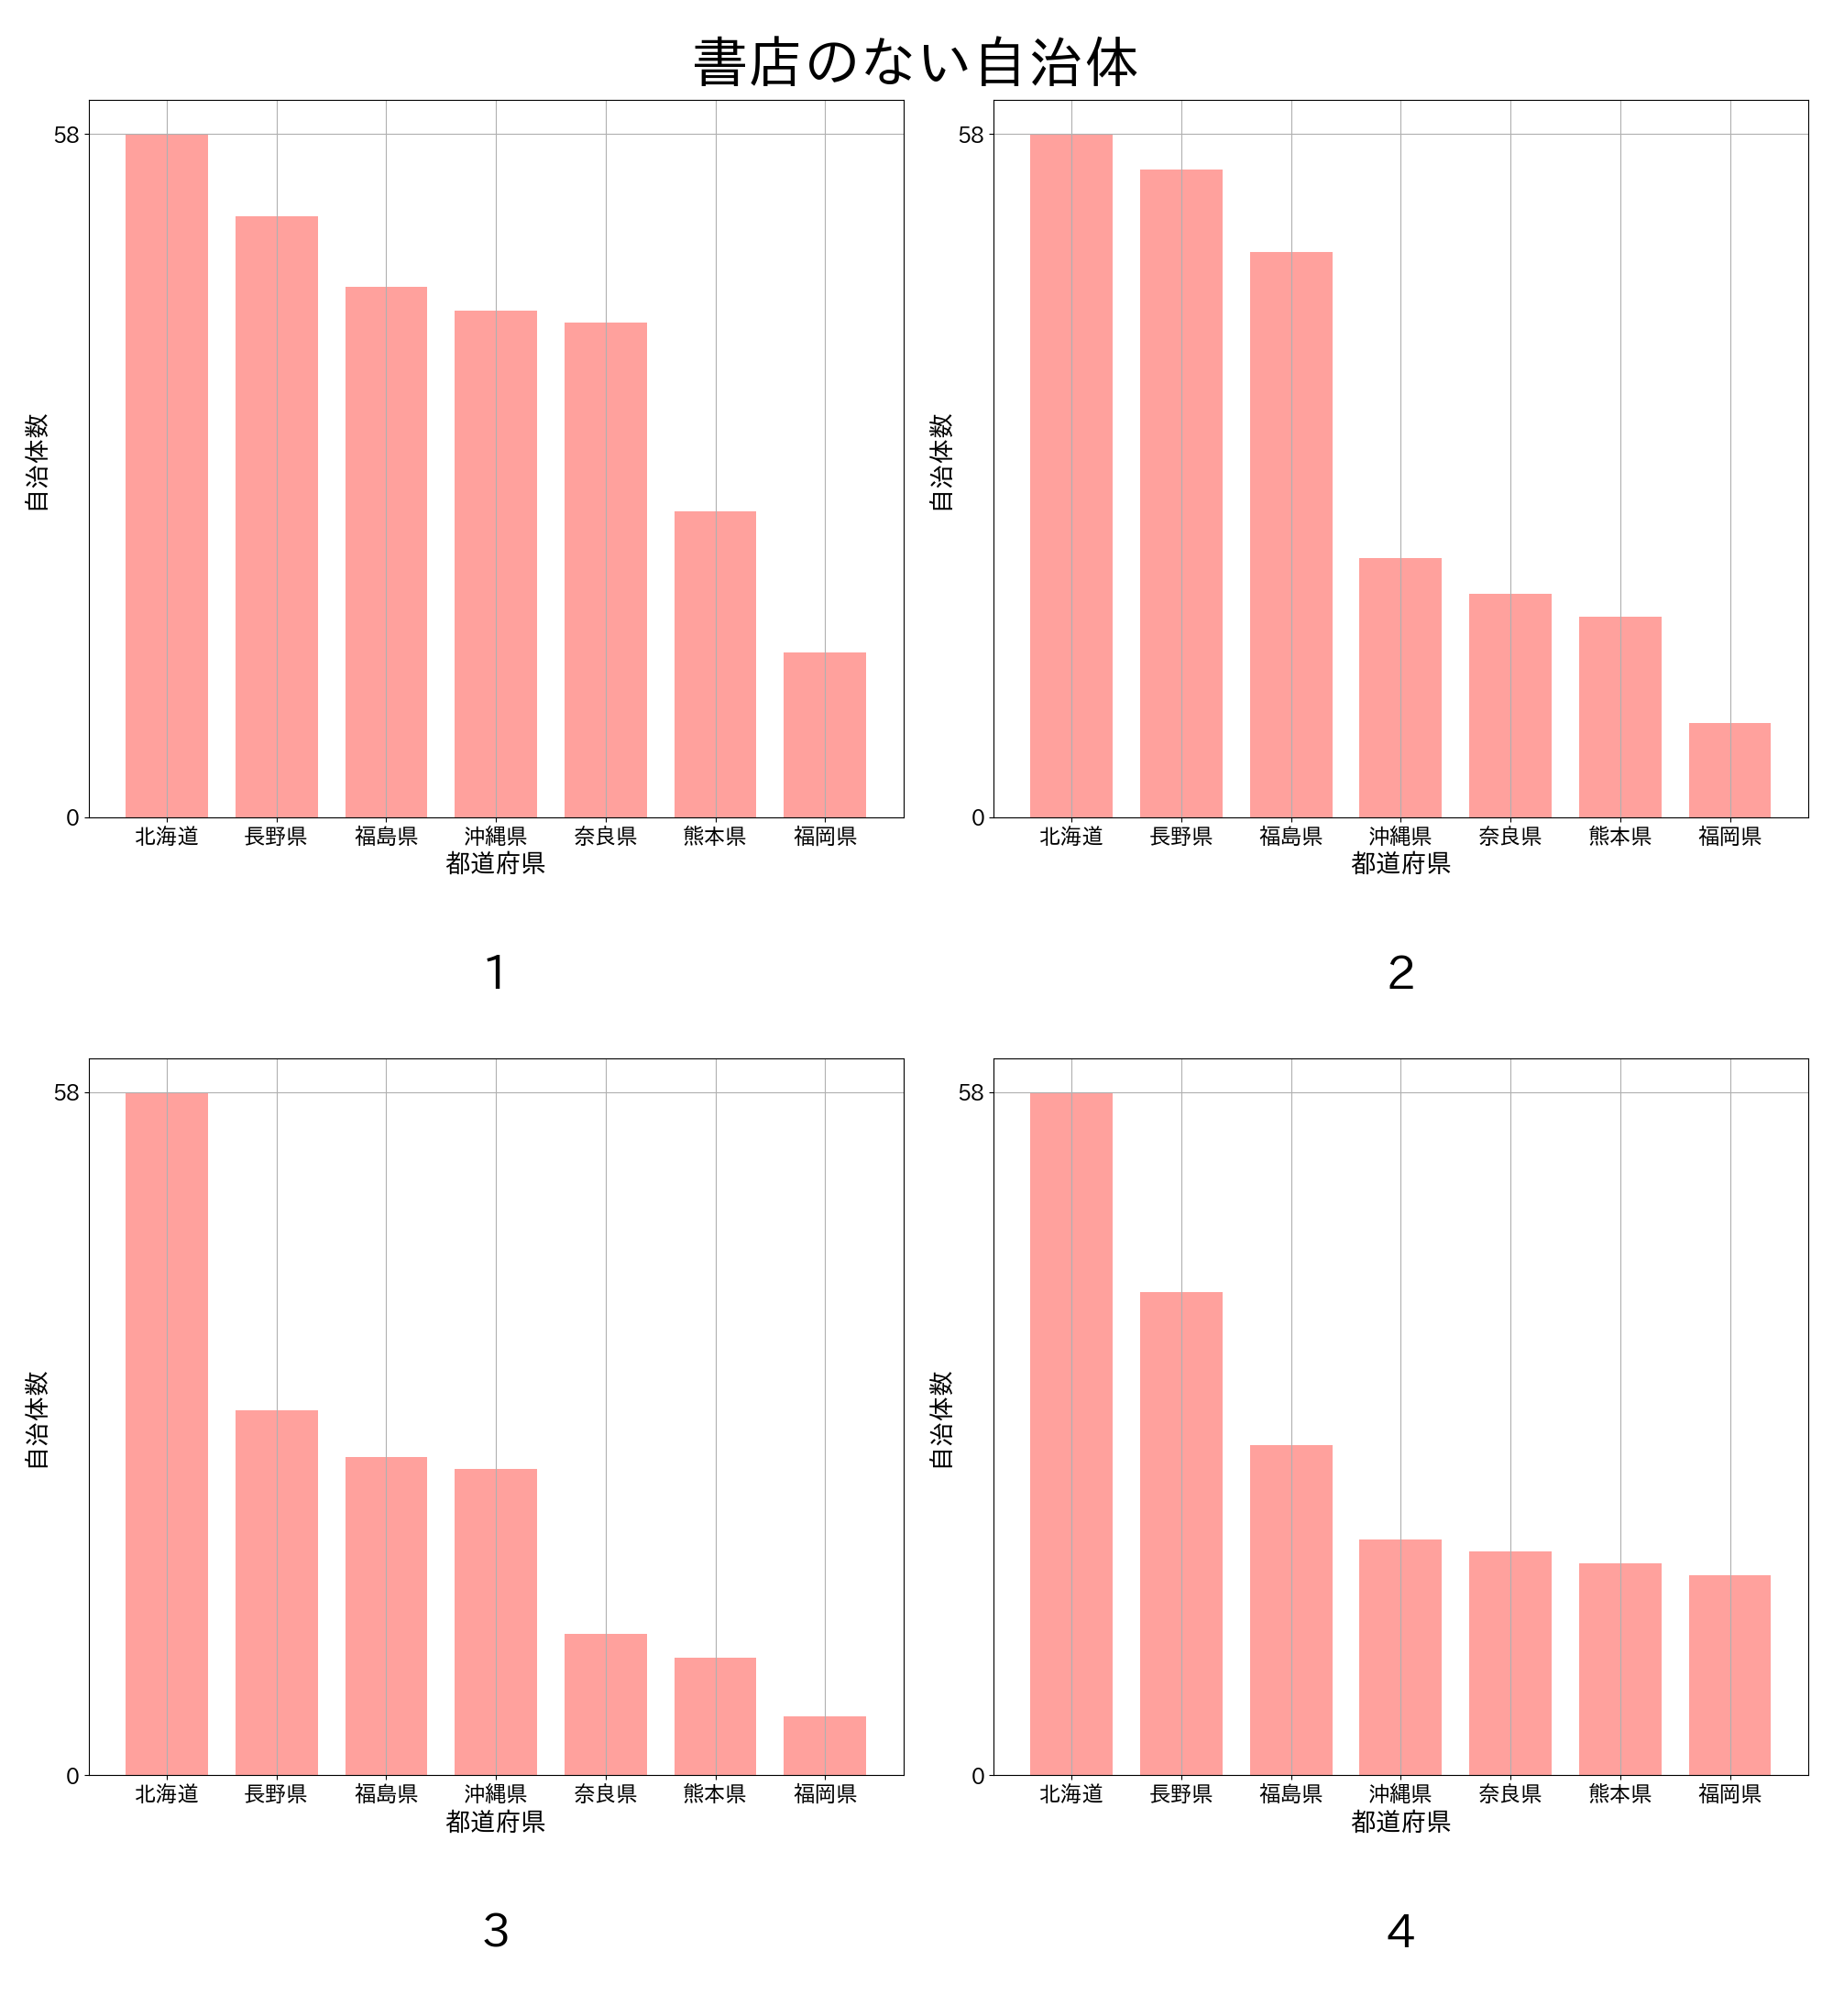 書店のない自治体
58
0
自治体数
北海道 長野県 福島県 沖縄県 奈良県 熊本県 福岡県
都道府県
1
58
0
自治体数
北海道 長野県 福島県 沖縄県 奈良県 熊本県 福岡県
都道府県
2
58
0
自治体数
北海道 長野県 福島県 沖縄県 奈良県 熊本県 福岡県
都道府県
3
58
0
自治体数
北海道 長野県 福島県 沖縄県 奈良県 熊本県 福岡県
都道府県
4